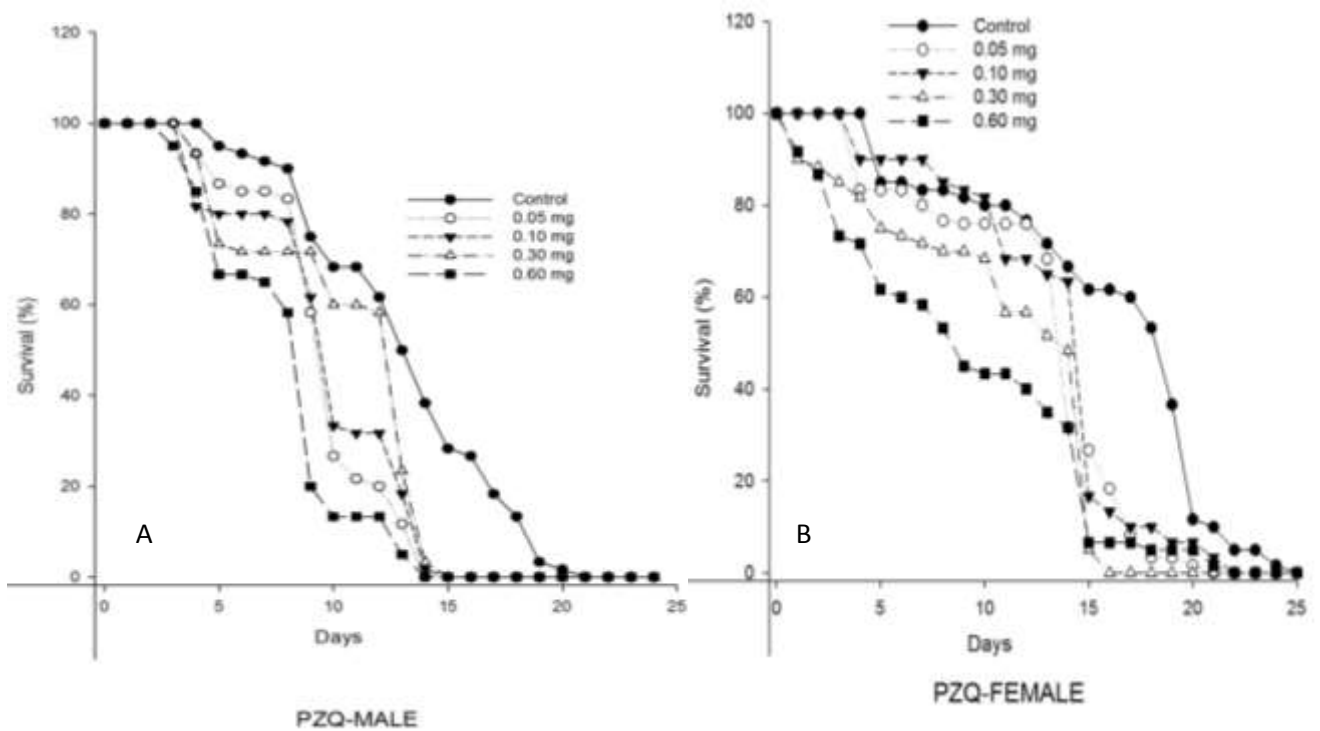 120
100
80
60
40
20
0
Survival (%)
Control
0.05 mg
0.10 mg
0.30 mg
0.60 mg
A
0 5 10 15 20 25
Days
PZQ-MALE
Control
0.05 mg
0.10 mg
0.30 mg
0.60 mg
120
100
80
60
40
20
0
Survival (%)
B
0 5 10 15 20 25
Days
PZQ-FEMALE